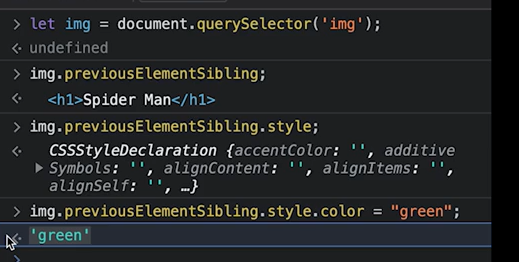 > let img = document.querySelector('img');
<· undefined
> img.previousElementSibling;
<· <h1>Spider Man</h1>
> img.previousElementSibling.style;
<· CSSStyleDeclaration {accentColor: '', additive
▶ Symbols: '', alignContent: '', alignItems: '',
alignSelf: '', …}
> img.previousElementSibling.style.color = "green";
<· 'green'
>